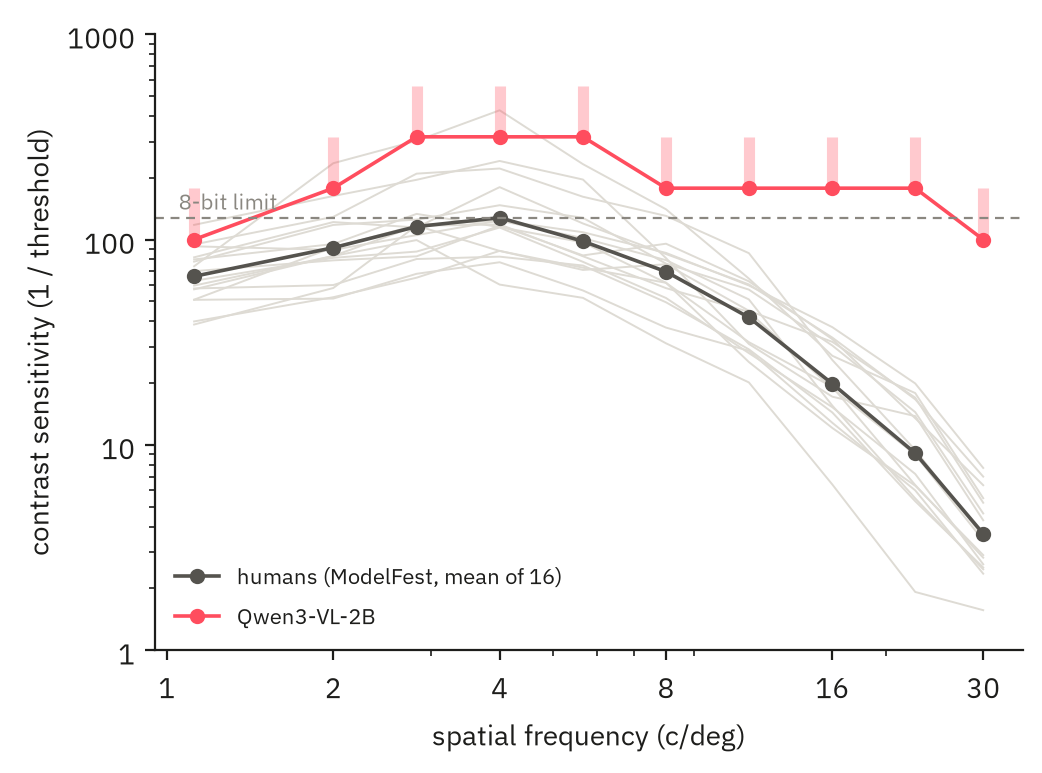 1000
100
10
1
contrast sensitivity (1 / threshold)
8-bit limit
humans (ModelFest, mean of 16)
Qwen3-VL-2B
1 2 4 8 16 30
spatial frequency (c/deg)